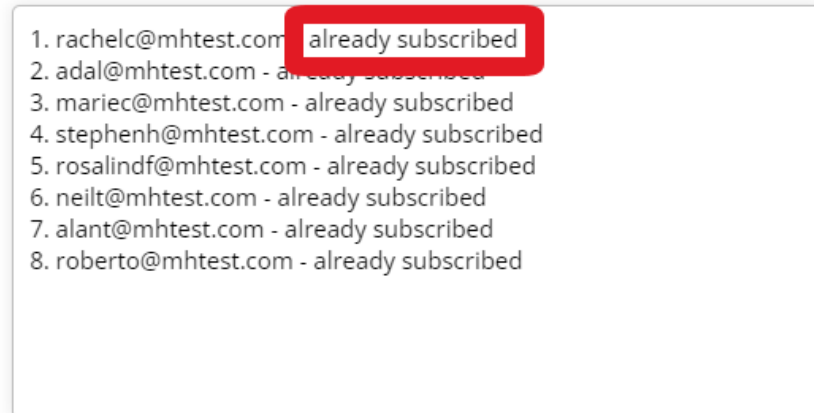 1. rachelc@mhtest.com already subscribed
2. adal@mhtest.com - already subscribed
3. mariec@mhtest.com - already subscribed
4. stephenh@mhtest.com - already subscribed
5. rosalindf@mhtest.com - already subscribed
6. neilt@mhtest.com - already subscribed
7. alant@mhtest.com - already subscribed
8. roberto@mhtest.com - already subscribed